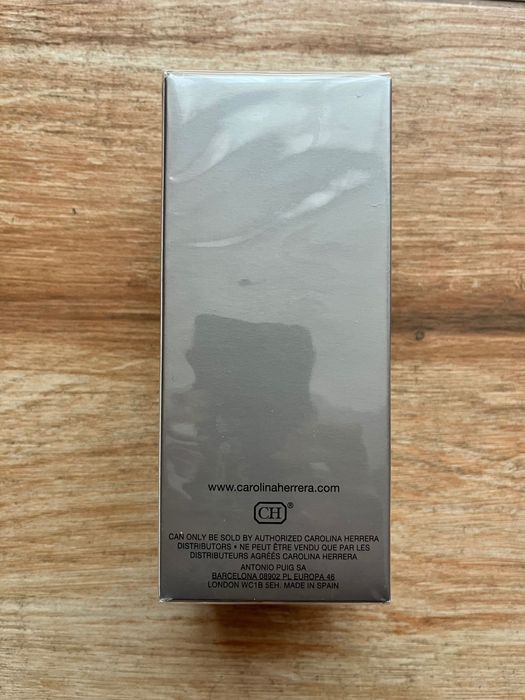 www.carolinaherrera.com
CH®
CAN ONLY BE SOLD BY AUTHORIZED CAROLINA HERRERA
DISTRIBUTORS • NE PEUT ÊTRE VENDU QUE PAR LES
DISTRIBUTEURS AGRÉÉS CAROLINA HERRERA
ANTONIO PUIG SA
BARCELONA 08902 PL EUROPA 46
LONDON WC1B 5EH. MADE IN SPAIN